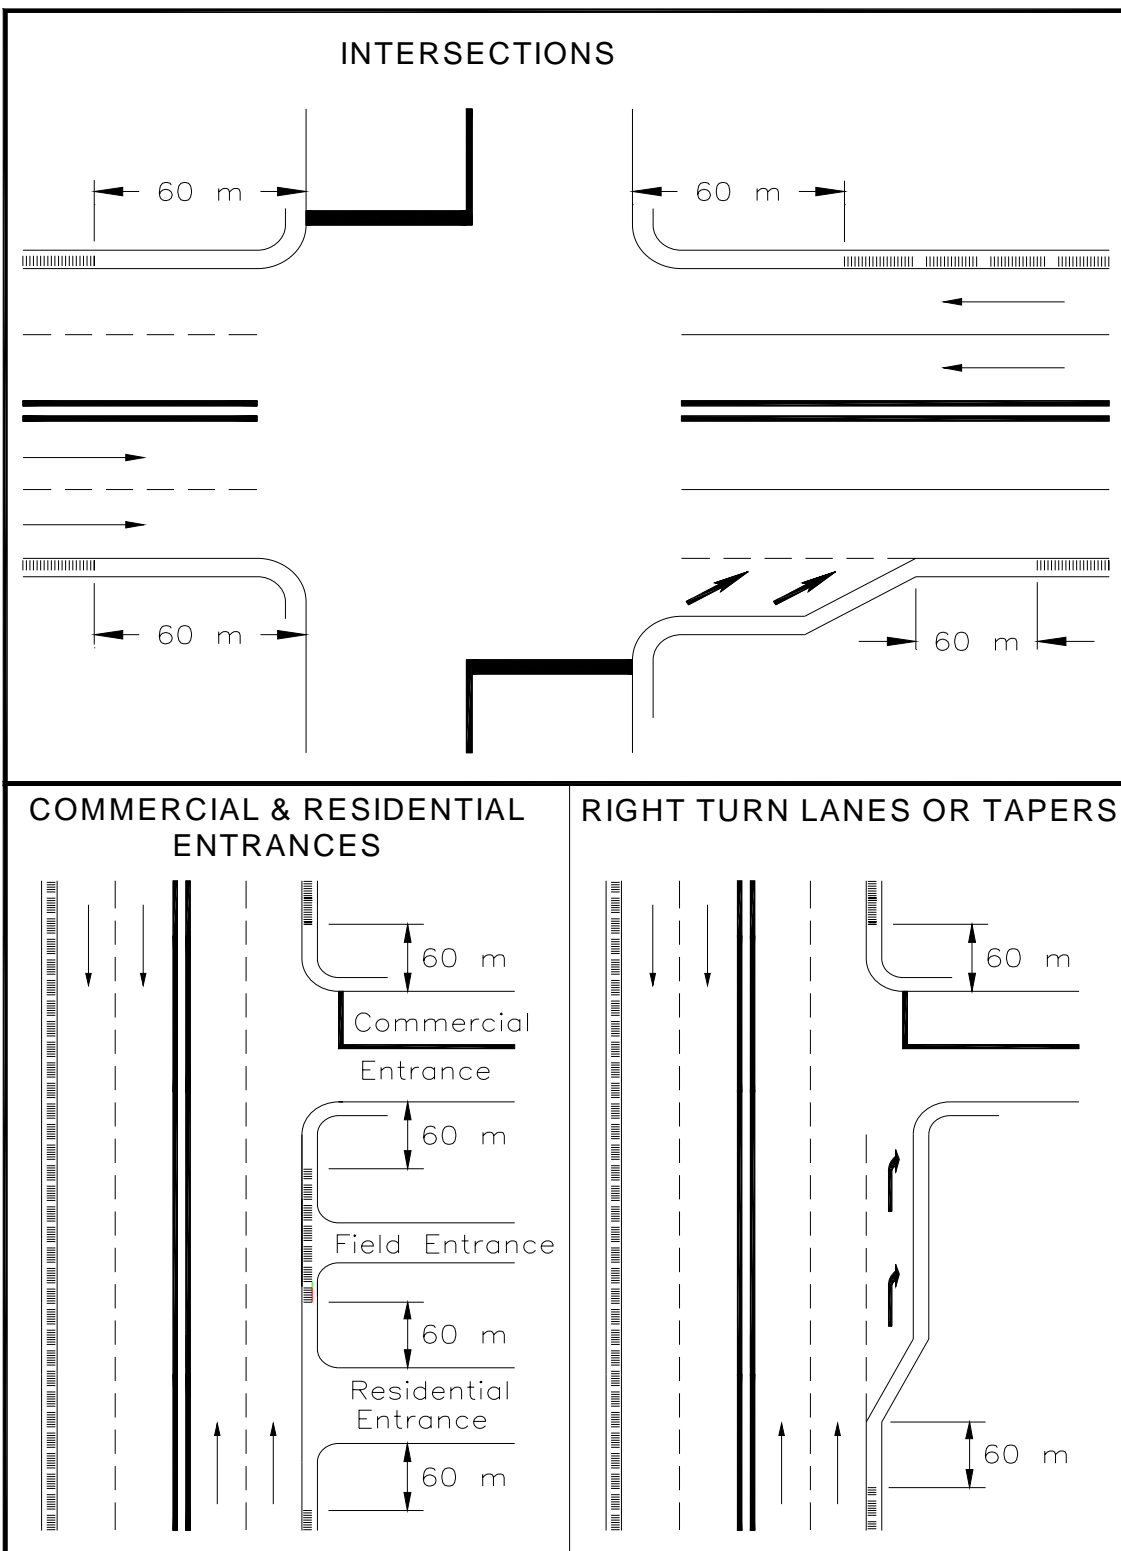 INTERSECTIONS
60 m
60 m
60 m
60 m
COMMERCIAL & RESIDENTIAL
ENTRANCES
60 m
Commercial
Entrance
60 m
Field Entrance
60 m
Residential
Entrance
60 m
RIGHT TURN LANES OR TAPERS
60 m
60 m